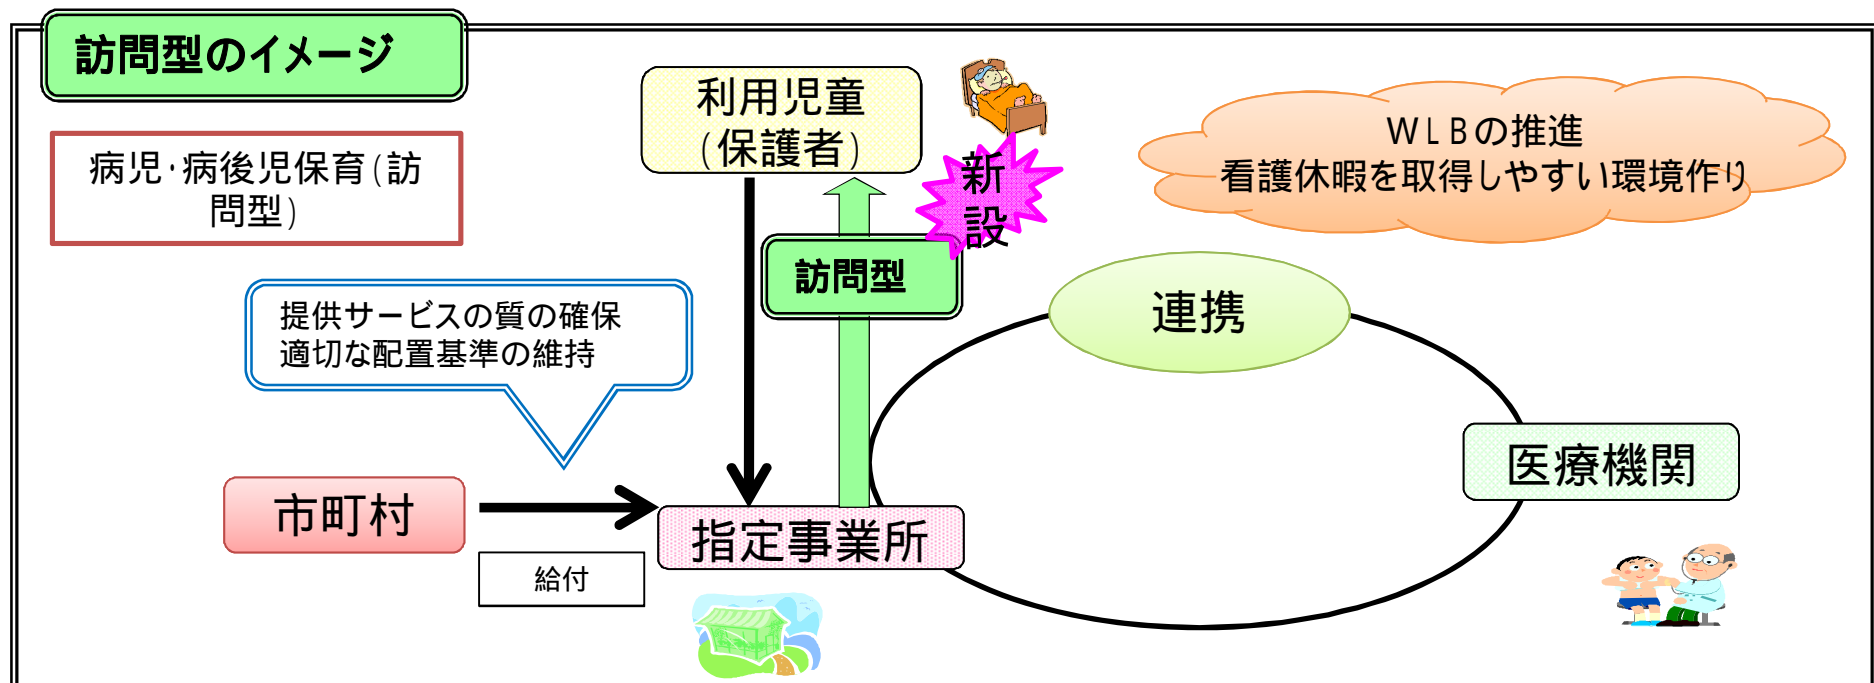 訪問型のイメージ
利用児童
(保護者)
新
設
WLBの推進
看護休暇を取得しやすい環境作り
病児・病後児保育(訪
問型)
訪問型
提供サービスの質の確保
適切な配置基準の維持
連携
医療機関
市町村
指定事業所
給付